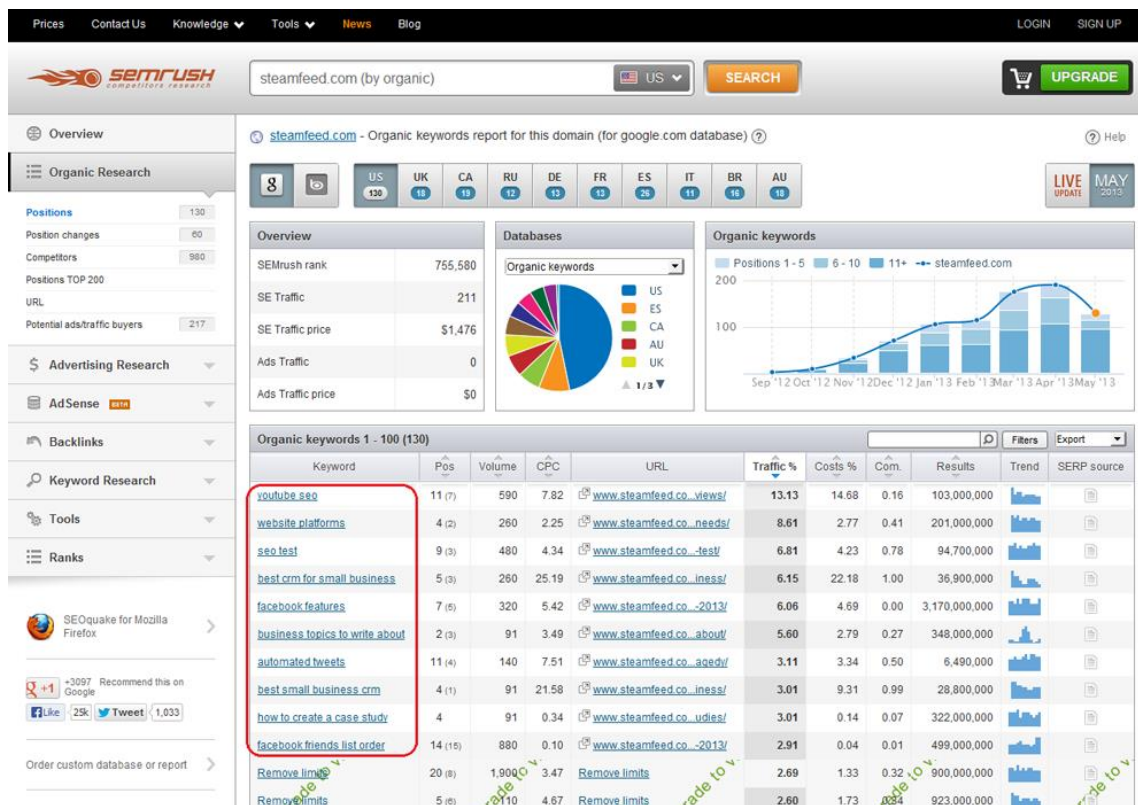 Prices Contact Us Knowledge Tools News Blog LOGIN SIGN UP
semrush
competitors research
steamfeed.com (by organic) US SEARCH UPGRADE
Overview
Organic Research
Positions 130
Position changes 60
Competitors 980
Positions TOP 200
URL
Potential ads/traffic buyers 217
$ Advertising Research
AdSense BETA
Backlinks
Keyword Research
Tools
Ranks
SEOquake for Mozilla
Firefox
+1 +3097 Recommend this on
Google
Like 25k Tweet 1,033
Order custom database or report
steamfeed.com - Organic keywords report for this domain (for google.com database) (?) (?) Help
g b US UK CA RU DE FR ES IT BR AU LIVE MAY
130 18 19 12 13 13 26 11 16 18 UPDATE 2013
Overview
SEMrush rank 755,580
SE Traffic 211
SE Traffic price $1,476
Ads Traffic 0
Ads Traffic price $0
Databases
Organic keywords
US
ES
CA
AU
UK
1/3
Organic keywords
Positions 1 - 5 6 - 10 11+ steamfeed.com
200
100
Sep '12 Oct '12 Nov '12 Dec '12 Jan '13 Feb '13 Mar '13 Apr '13 May '13
Organic keywords 1 - 100 (130) Filters Export
Keyword Pos Volume CPC URL Traffic % Costs % Com. Results Trend SERP source
youtube seo 11 (7) 590 7.82 www.steamfeed.co...views/ 13.13 14.68 0.16 103,000,000
website platforms 4 (2) 260 2.25 www.steamfeed.co...needs/ 8.61 2.77 0.41 201,000,000
seo test 9 (3) 480 4.34 www.steamfeed.co...-test/ 6.81 4.23 0.78 94,700,000
best crm for small business 5 (3) 260 25.19 www.steamfeed.co...iness/ 6.15 22.18 1.00 36,900,000
facebook features 7 (6) 320 5.42 www.steamfeed.co...-2013/ 6.06 4.69 0.00 3,170,000,000
business topics to write about 2 (3) 91 3.49 www.steamfeed.co...about/ 5.60 2.79 0.27 348,000,000
automated tweets 11 (4) 140 7.51 www.steamfeed.co...agedy/ 3.11 3.34 0.50 6,490,000
best small business crm 4 (1) 91 21.58 www.steamfeed.co...iness/ 3.01 9.31 0.99 28,800,000
how to create a case study 4 91 0.34 www.steamfeed.co...udies/ 3.01 0.14 0.07 322,000,000
facebook friends list order 14 (15) 880 0.10 www.steamfeed.co...-2013/ 2.91 0.04 0.01 499,000,000
Remove limits 20 (8) 1,900 3.47 Remove limits 2.69 1.33 0.32 900,000,000
Remove limits 5 (6) 110 4.67 Remove limits 2.60 1.73 923,000,000